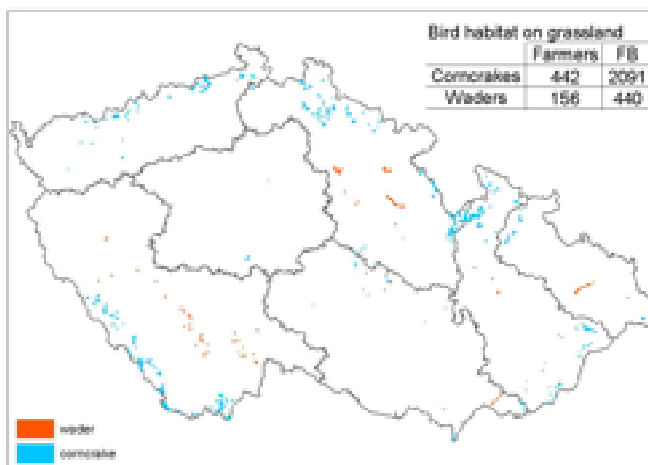 Bird habitat on grassland
Farmers FB
Corncrakes 442 2091
Waders 156 440
wader
corncrake